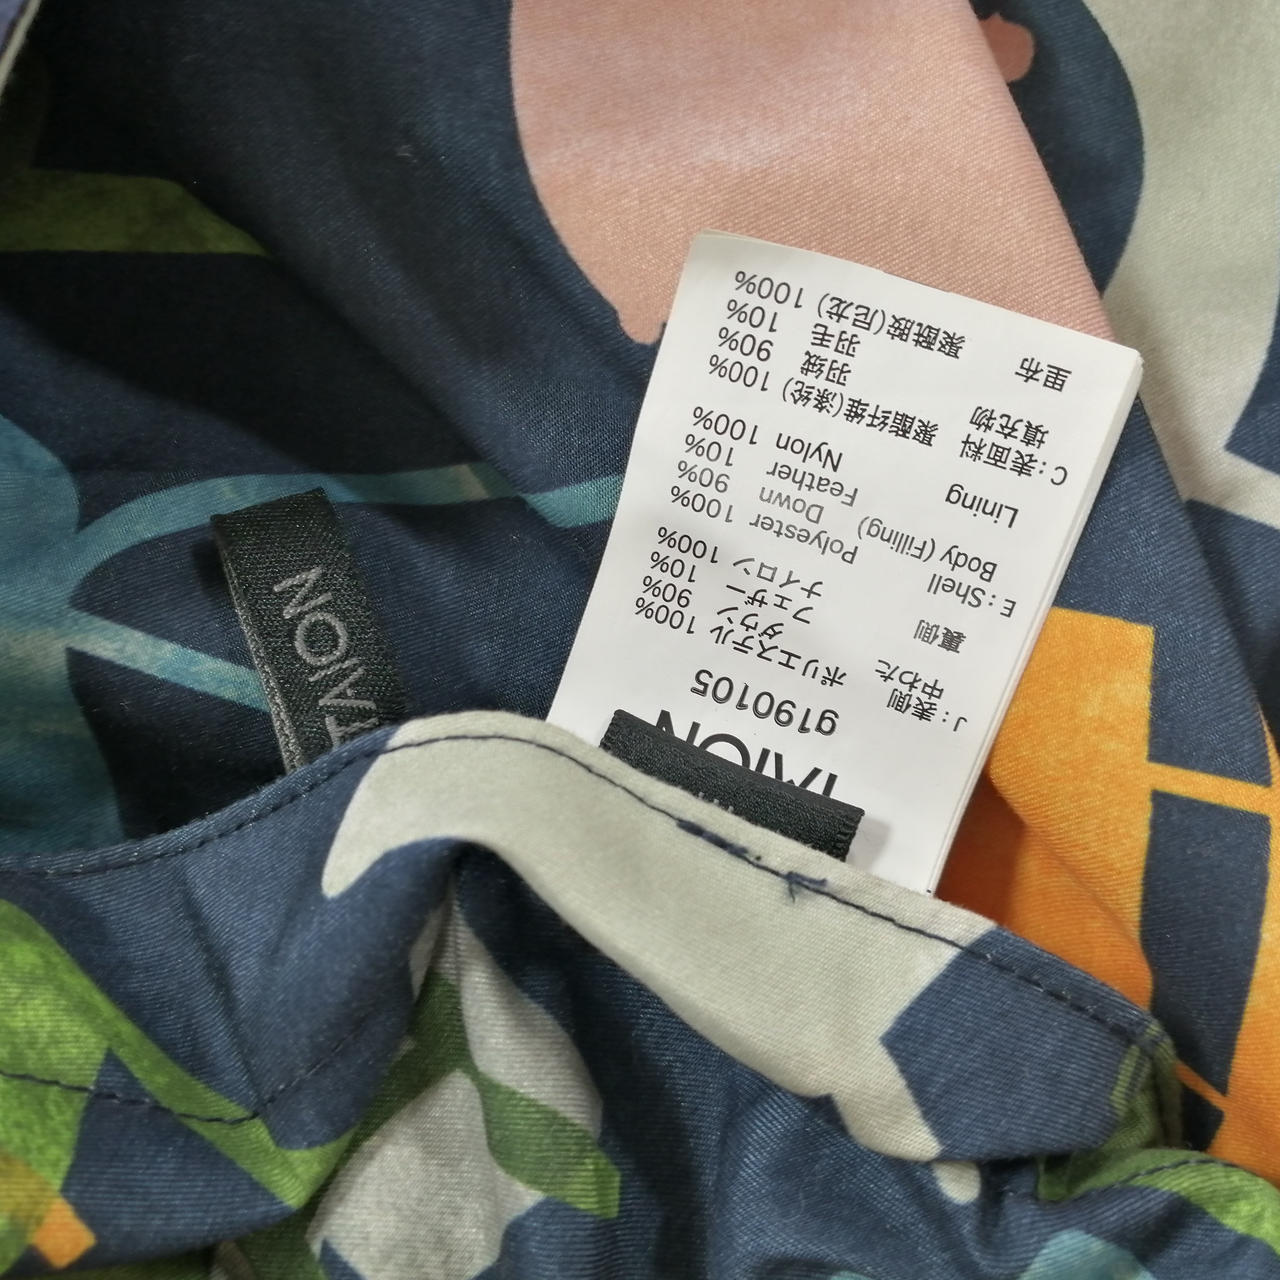 TAION
g190105
J : 表側 ポリエステル 100%
中わた ダウン 90%
フェザー 10%
裏側 ナイロン 100%
E : Shell Polyester 100%
Body (Filling) Down 90%
Feather 10%
Lining Nylon 100%
C : 表面料 聚酯纤维(涤纶) 100%
填充物 羽绒 90%
羽毛 10%
里布 聚酰胺(尼龙) 100%
TAION